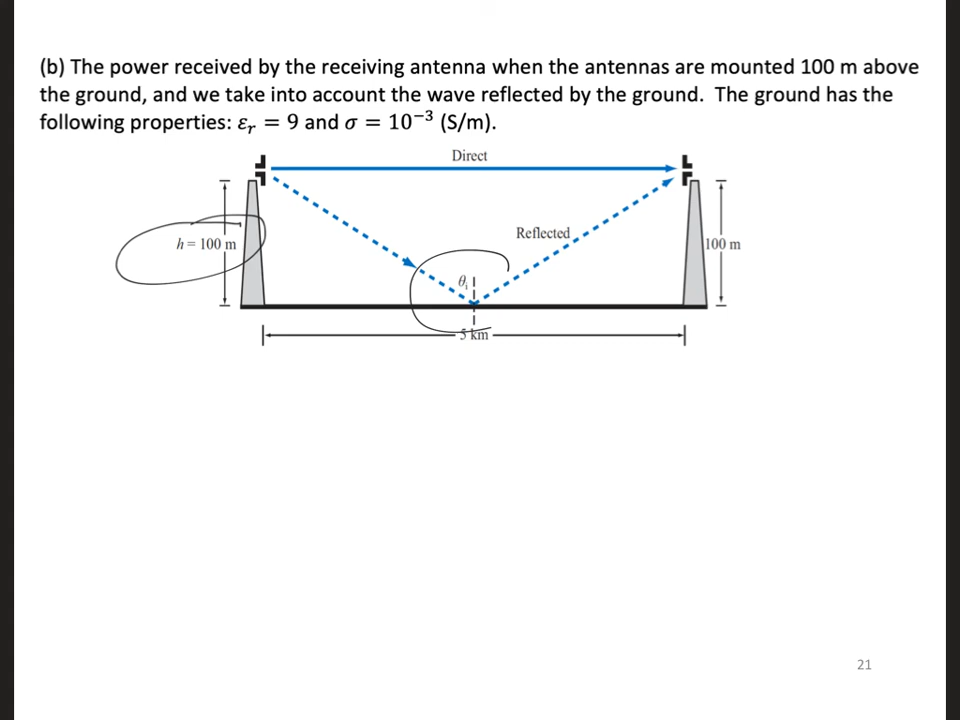 (b) The power received by the receiving antenna when the antennas are mounted 100 m above
the ground, and we take into account the wave reflected by the ground.  The ground has the
following properties: εᵣ = 9 and σ = 10⁻³ (S/m).
Direct
Reflected
h = 100 m
100 m
θᵢ
5 km
21